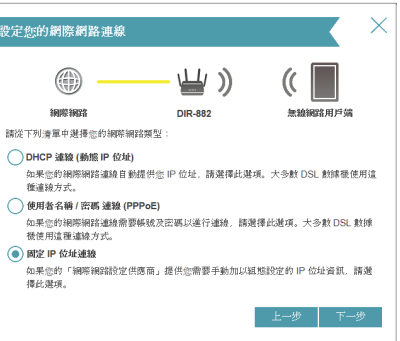 設定您的網際網路連線
網際網路
DIR-882
無線網路用戶端
請從下列清單中選擇您的網際網路類型：
DHCP 連線 (動態 IP 位址)
如果您的網際網路連線自動提供您 IP 位址，請選擇此選項。大多數 DSL 數據機使用這
種連線方式。
使用者名稱 / 密碼 連線 (PPPoE)
如果您的網際網路連線需要帳號及密碼以進行連線，請選擇此選項。大多數 DSL 數據
機使用這種連線方式。
固定 IP 位址連線
如果您的「網際網路設定供應商」提供您需要手動加以組態設定的 IP 位址資訊，請選
擇此選項。
上一步
下一步